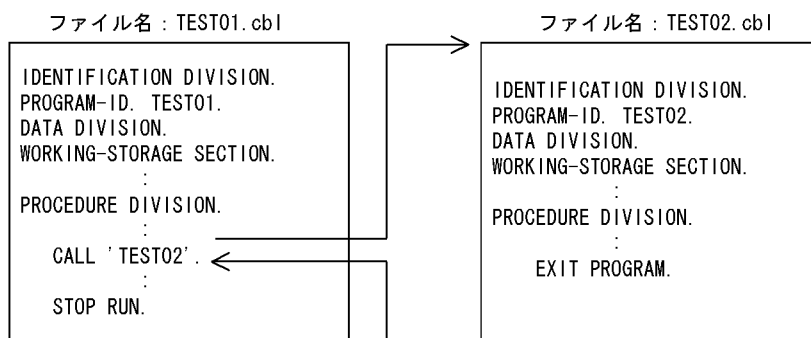 ファイル名：TEST01.cbl
IDENTIFICATION DIVISION.
PROGRAM-ID. TEST01.
DATA DIVISION.
WORKING-STORAGE SECTION.
:
PROCEDURE DIVISION.
:
CALL 'TEST02'.
:
STOP RUN.
ファイル名：TEST02.cbl
IDENTIFICATION DIVISION.
PROGRAM-ID. TEST02.
DATA DIVISION.
WORKING-STORAGE SECTION.
:
PROCEDURE DIVISION.
:
EXIT PROGRAM.